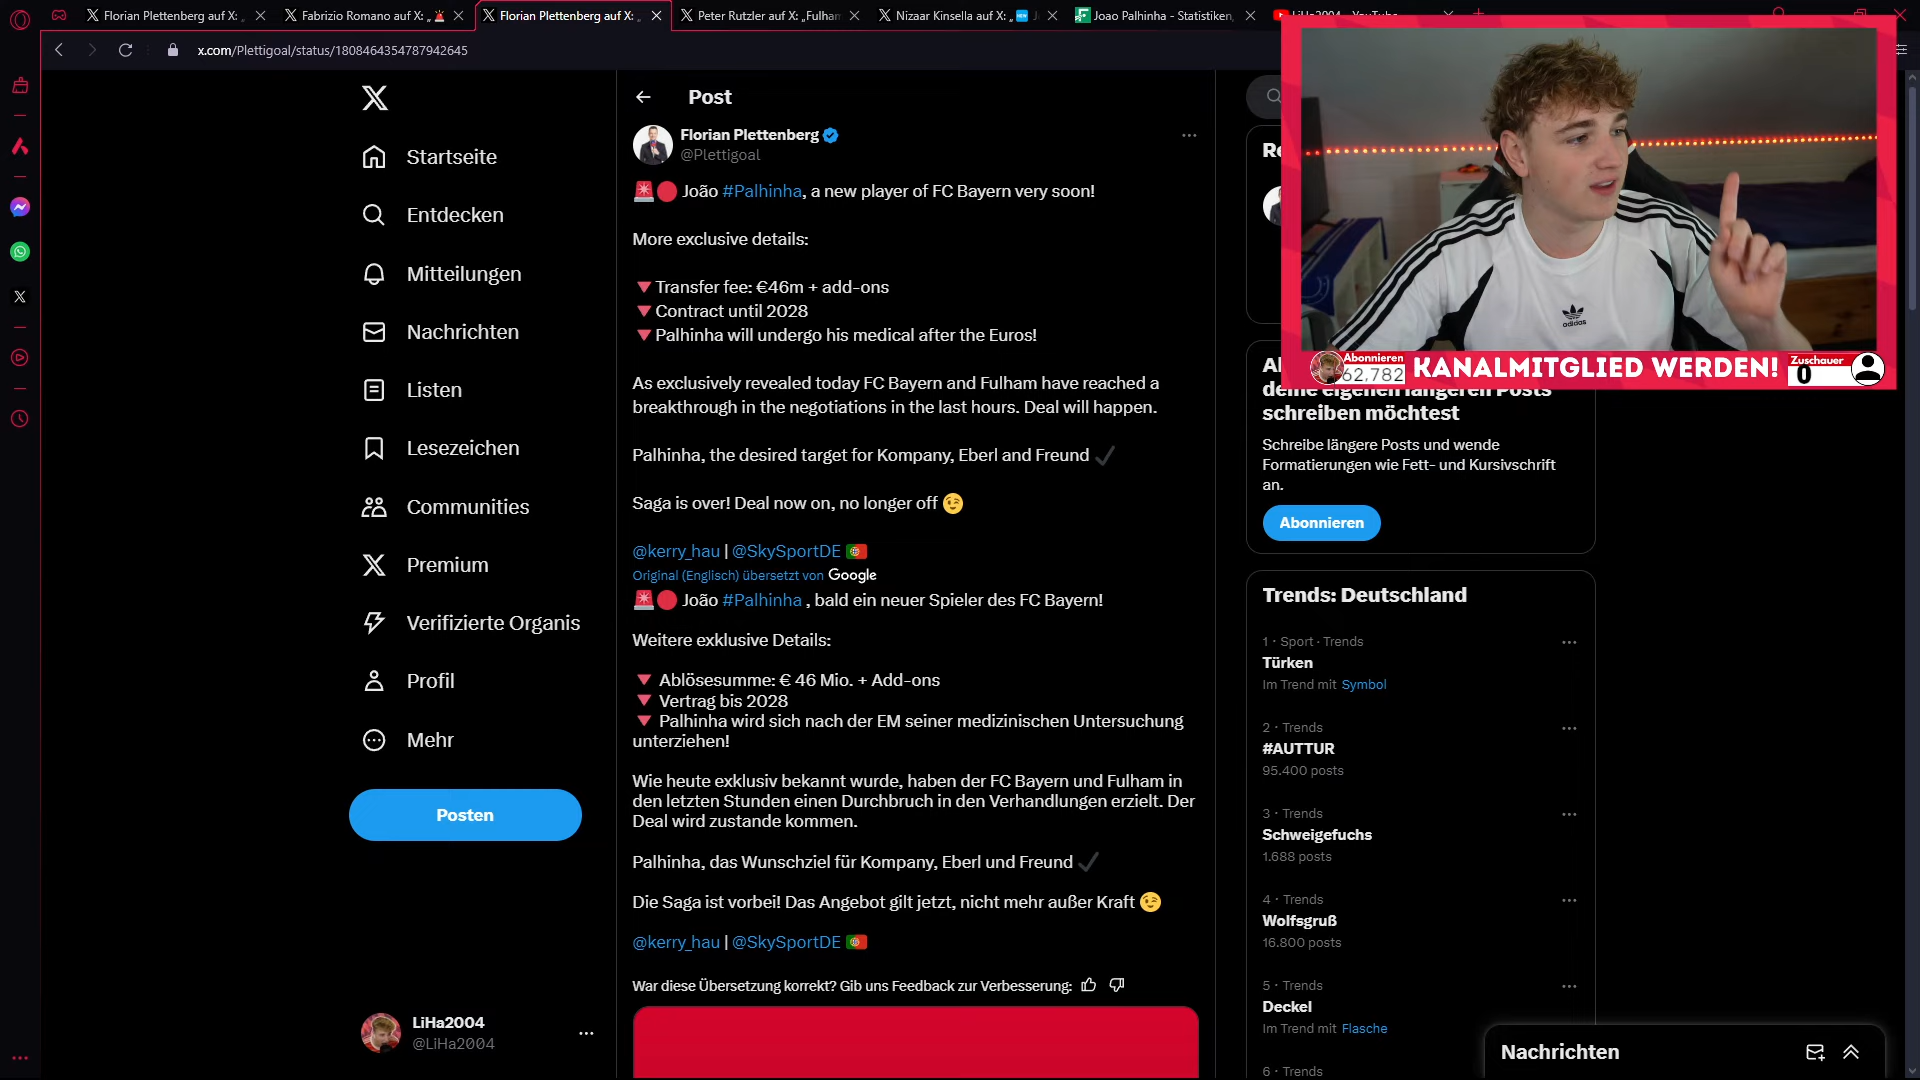 Florian Plettenberg auf X: „
Fabrizio Romano auf X: „🚨
Florian Plettenberg auf X: „
Peter Rutzler auf X: „Fulham
Nizaar Kinsella auf X: „
Joao Palhinha - Statistiken,
LiHa2004 - YouTube
x.com/Plettigoal/status/1808464354787942645
Startseite
Entdecken
Mitteilungen
Nachrichten
Listen
Lesezeichen
Communities
Premium
Verifizierte Organis
Profil
Mehr
Posten
LiHa2004
@LiHa2004
Post
Florian Plettenberg
@Plettigoal
🚨🔴 João #Palhinha, a new player of FC Bayern very soon!
More exclusive details:
🔻Transfer fee: €46m + add-ons
🔻Contract until 2028
🔻Palhinha will undergo his medical after the Euros!
As exclusively revealed today FC Bayern and Fulham have reached a
breakthrough in the negotiations in the last hours. Deal will happen.
Palhinha, the desired target for Kompany, Eberl and Freund ✔️
Saga is over! Deal now on, no longer off 😉
@kerry_hau | @SkySportDE 🇵🇹
Original (Englisch) übersetzt von Google
🚨🔴 João #Palhinha , bald ein neuer Spieler des FC Bayern!
Weitere exklusive Details:
🔻 Ablösesumme: € 46 Mio. + Add-ons
🔻 Vertrag bis 2028
🔻 Palhinha wird sich nach der EM seiner medizinischen Untersuchung
unterziehen!
Wie heute exklusiv bekannt wurde, haben der FC Bayern und Fulham in
den letzten Stunden einen Durchbruch in den Verhandlungen erzielt. Der
Deal wird zustande kommen.
Palhinha, das Wunschziel für Kompany, Eberl und Freund ✔️
Die Saga ist vorbei! Das Angebot gilt jetzt, nicht mehr außer Kraft 😉
@kerry_hau | @SkySportDE 🇵🇹
War diese Übersetzung korrekt? Gib uns Feedback zur Verbesserung:
Re
adidas
Abonnieren
62,782
KANALMITGLIED WERDEN!
Zuschauer
0
deine eigenen längeren Posts
schreiben möchtest
Schreibe längere Posts und wende
Formatierungen wie Fett- und Kursivschrift
an.
Abonnieren
Trends: Deutschland
1 · Sport · Trends
Türken
Im Trend mit Symbol
2 · Trends
#AUTTUR
95.400 posts
3 · Trends
Schweigefuchs
1.688 posts
4 · Trends
Wolfsgruß
16.800 posts
5 · Trends
Deckel
Im Trend mit Flasche
6 · Trends
Nachrichten